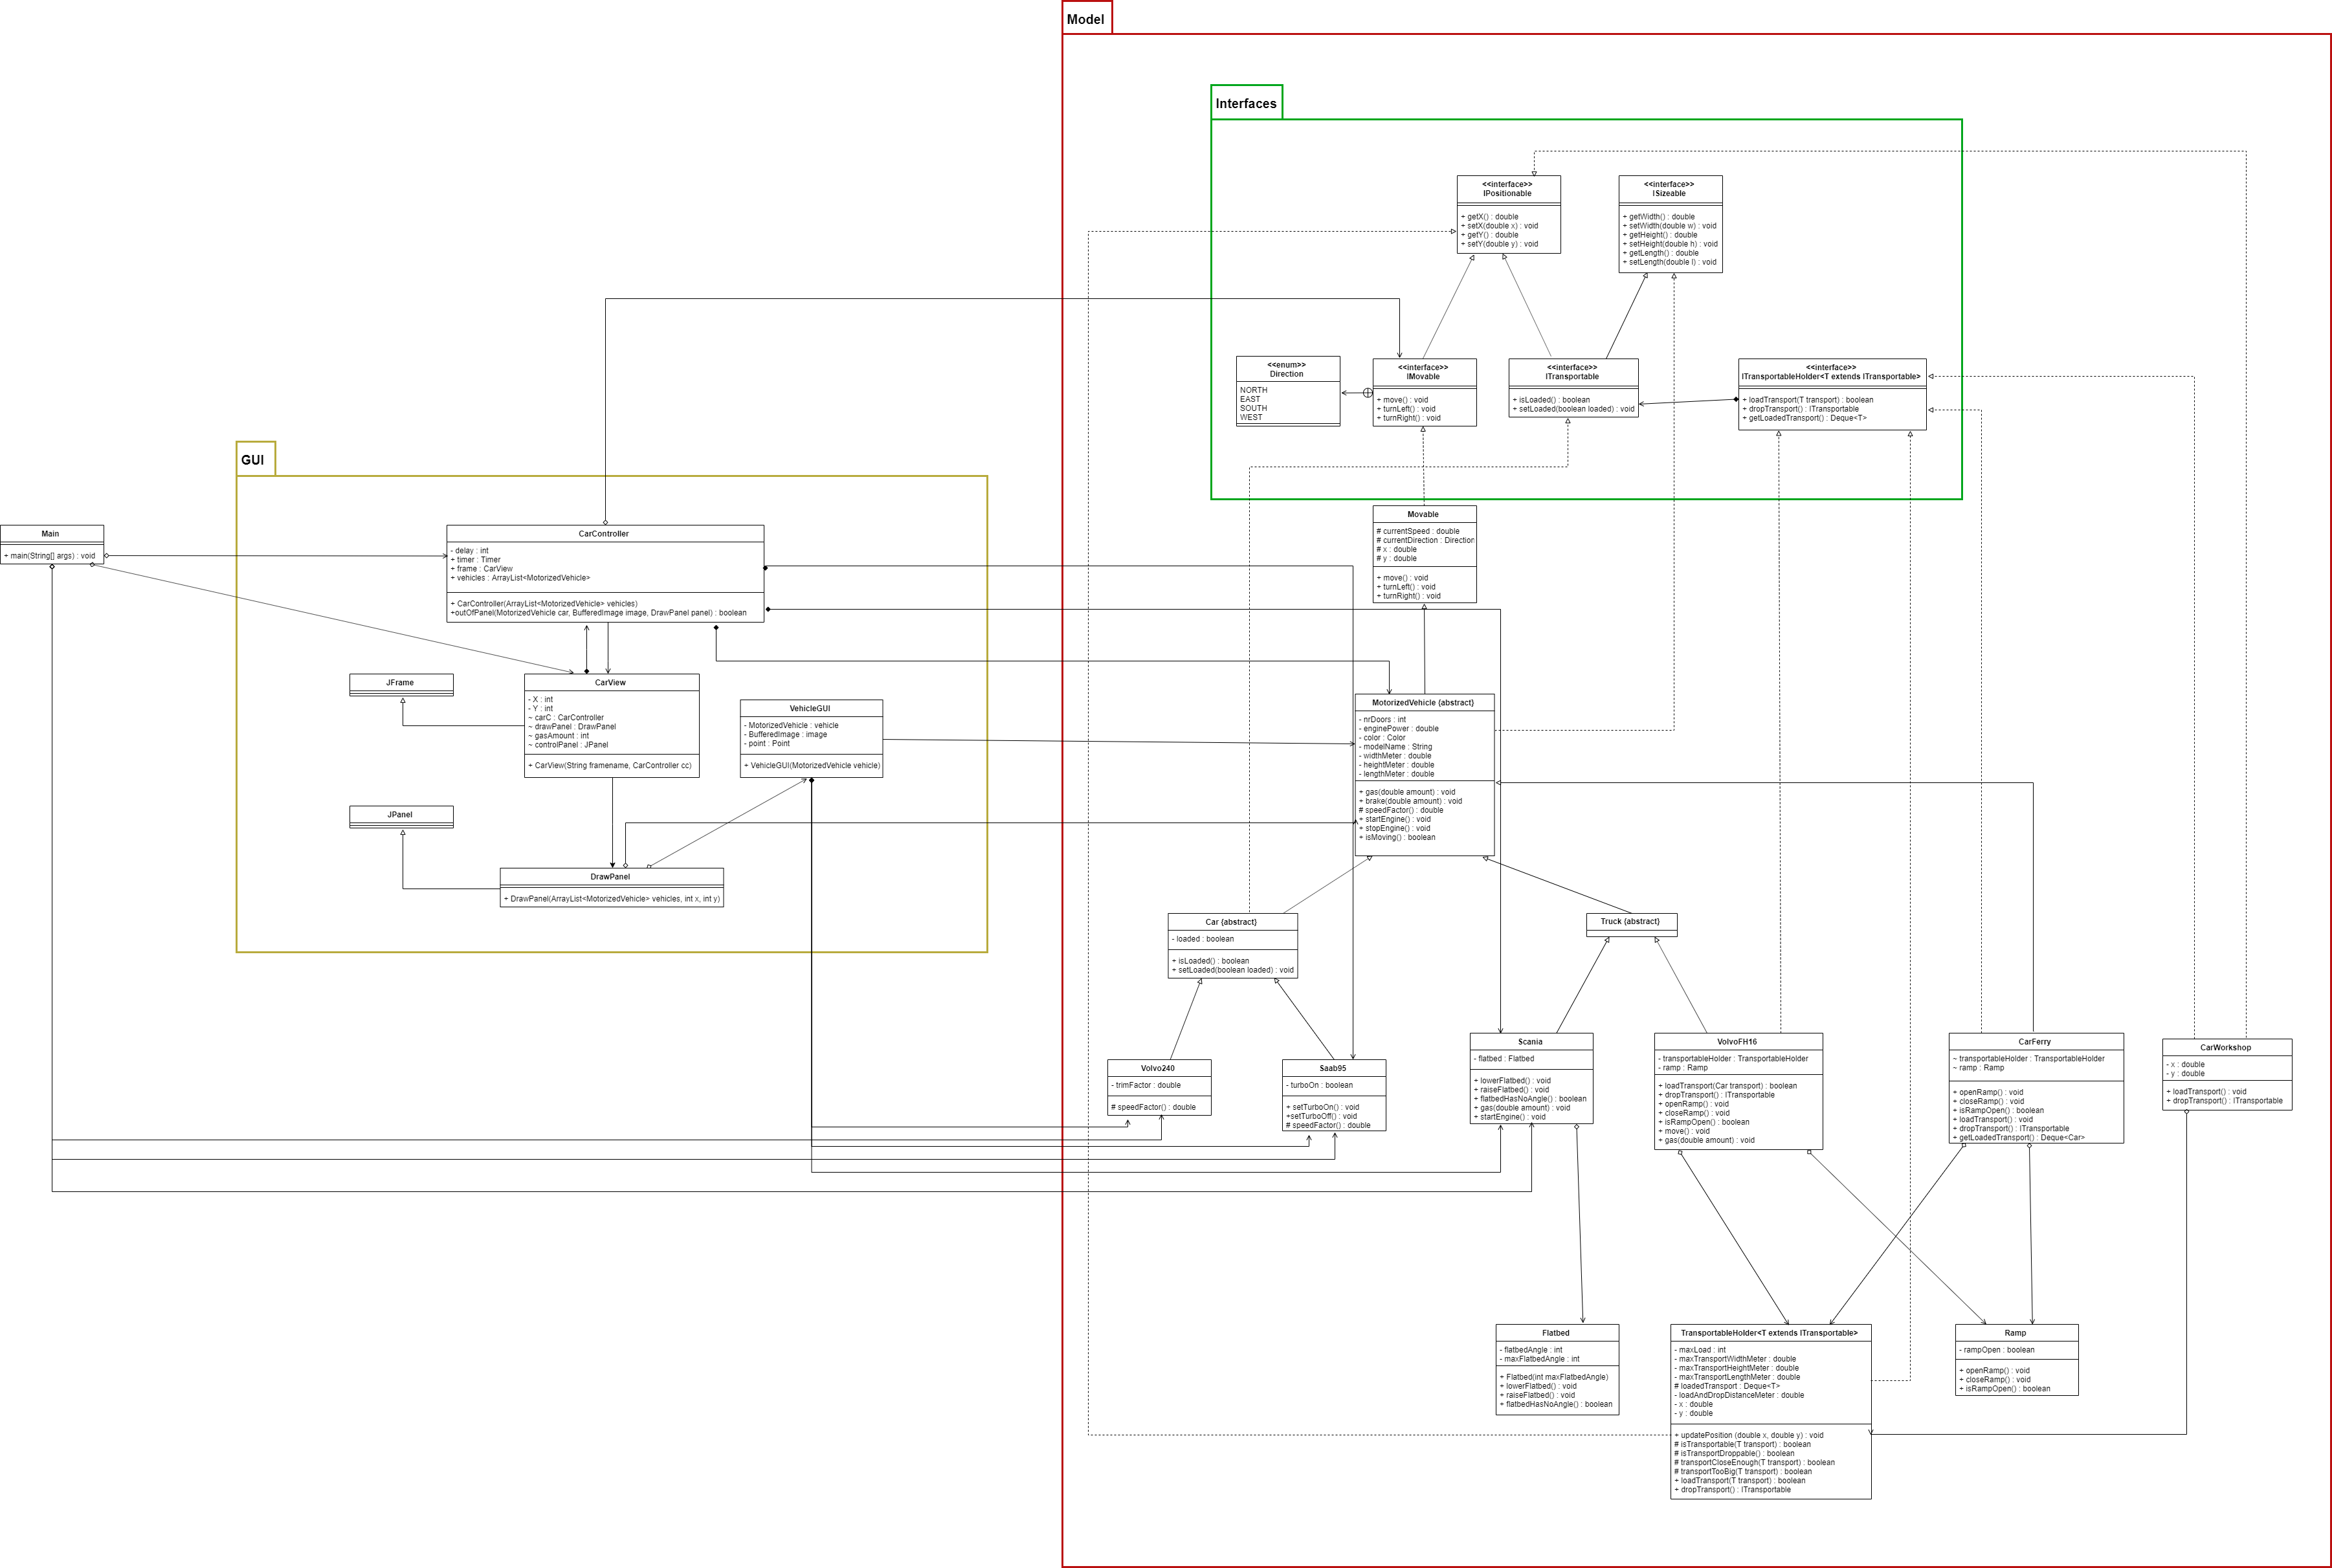 Model
Interfaces
<<interface>>
IPositionable
+ getX() : double
+ setX(double x) : void
+ getY() : double
+ setY(double y) : void
<<interface>>
ISizeable
+ getWidth() : double
+ setWidth(double w) : void
+ getHeight() : double
+ setHeight(double h) : void
+ getLength() : double
+ setLength(double l) : void
<<enum>>
Direction
NORTH
EAST
SOUTH
WEST
<<interface>>
IMovable
+ move() : void
+ turnLeft() : void
+ turnRight() : void
<<interface>>
ITransportable
+ isLoaded() : boolean
+ setLoaded(boolean loaded) : void
<<interface>>
ITransportableHolder<T extends ITransportable>
+ loadTransport(T transport) : boolean
+ dropTransport() : ITransportable
+ getLoadedTransport() : Deque<T>
GUI
Main
+ main(String[] args) : void
CarController
- delay : int
+ timer : Timer
+ frame : CarView
+ vehicles : ArrayList<MotorizedVehicle>
+ CarController(ArrayList<MotorizedVehicle> vehicles)
+outOfPanel(MotorizedVehicle car, BufferedImage image, DrawPanel panel) : boolean
Movable
# currentSpeed : double
# currentDirection : Direction
# x : double
# y : double
+ move() : void
+ turnLeft() : void
+ turnRight() : void
JFrame
CarView
- X : int
- Y : int
~ carC : CarController
~ drawPanel : DrawPanel
~ gasAmount : int
~ controlPanel : JPanel
+ CarView(String framename, CarController cc)
VehicleGUI
- MotorizedVehicle : vehicle
- BufferedImage : image
- point : Point
+ VehicleGUI(MotorizedVehicle vehicle)
MotorizedVehicle {abstract}
- nrDoors : int
- enginePower : double
- color : Color
- modelName : String
- widthMeter : double
- heightMeter : double
- lengthMeter : double
+ gas(double amount) : void
+ brake(double amount) : void
# speedFactor() : double
+ startEngine() : void
+ stopEngine() : void
+ isMoving() : boolean
JPanel
DrawPanel
+ DrawPanel(ArrayList<MotorizedVehicle> vehicles, int x, int y)
Car {abstract}
- loaded : boolean
+ isLoaded() : boolean
+ setLoaded(boolean loaded) : void
Truck {abstract}
Volvo240
- trimFactor : double
# speedFactor() : double
Saab95
- turboOn : boolean
+ setTurboOn() : void
+setTurboOff() : void
# speedFactor() : double
Scania
- flatbed : Flatbed
+ lowerFlatbed() : void
+ raiseFlatbed() : void
+ flatbedHasNoAngle() : boolean
+ gas(double amount) : void
+ startEngine() : void
VolvoFH16
- transportableHolder : TransportableHolder
- ramp : Ramp
+ loadTransport(Car transport) : boolean
+ dropTransport() : ITransportable
+ openRamp() : void
+ closeRamp() : void
+ isRampOpen() : boolean
+ move() : void
+ gas(double amount) : void
CarFerry
~ transportableHolder : TransportableHolder
~ ramp : Ramp
+ openRamp() : void
+ closeRamp() : void
+ isRampOpen() : boolean
+ loadTransport() : void
+ dropTransport() : ITransportable
+ getLoadedTransport() : Deque<Car>
CarWorkshop
- x : double
- y : double
+ loadTransport() : void
+ dropTransport() : ITransportable
Flatbed
- flatbedAngle : int
- maxFlatbedAngle : int
+ Flatbed(int maxFlatbedAngle)
+ lowerFlatbed() : void
+ raiseFlatbed() : void
+ flatbedHasNoAngle() : boolean
TransportableHolder<T extends ITransportable>
- maxLoad : int
- maxTransportWidthMeter : double
- maxTransportHeightMeter : double
- maxTransportLengthMeter : double
# loadedTransport : Deque<T>
- loadAndDropDistanceMeter : double
- x : double
- y : double
+ updatePosition (double x, double y) : void
# isTransportable(T transport) : boolean
# isTransportDroppable() : boolean
# transportCloseEnough(T transport) : boolean
# transportTooBig(T transport) : boolean
+ loadTransport(T transport) : boolean
+ dropTransport() : ITransportable
Ramp
- rampOpen : boolean
+ openRamp() : void
+ closeRamp() : void
+ isRampOpen() : boolean